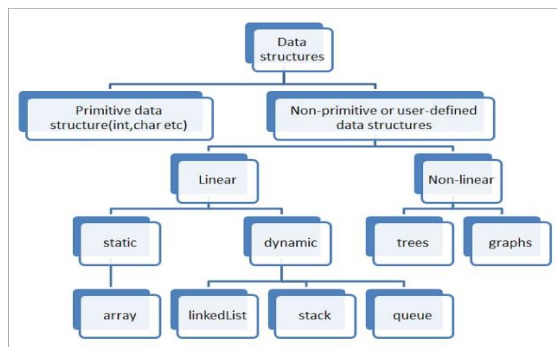 Data
structures
Primitive data
structure(int,char etc)
Non-primitive or user-defined
data structures
Linear
Non-linear
static
dynamic
trees
graphs
array
linkedList
stack
queue